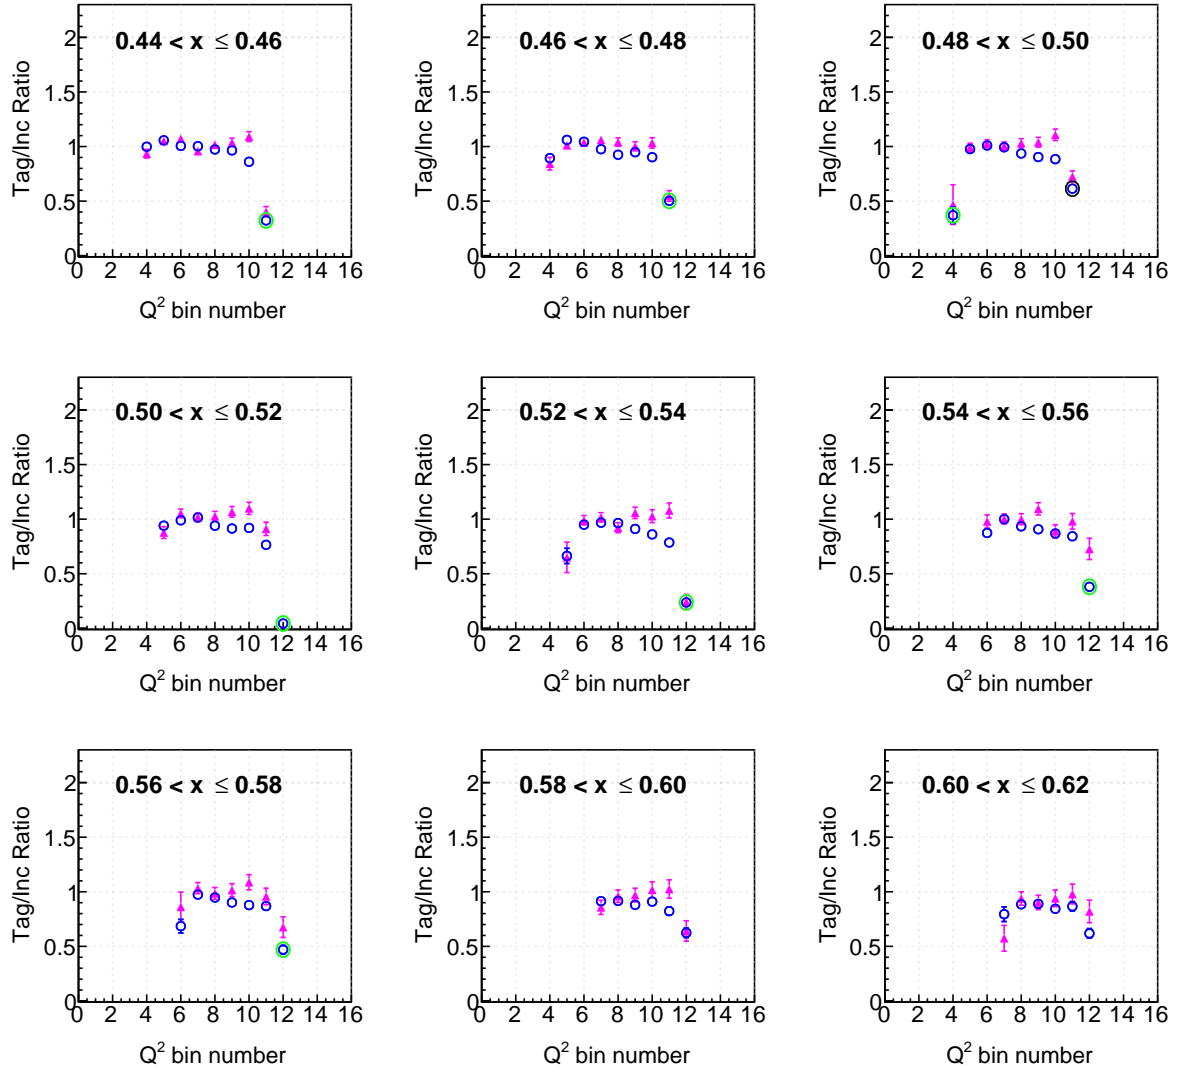 0.44 < x ≤ 0.46
Tag/Inc Ratio
2
1.5
1
0.5
0
0 2 4 6 8 10 12 14 16
Q² bin number
0.46 < x ≤ 0.48
Tag/Inc Ratio
2
1.5
1
0.5
0
0 2 4 6 8 10 12 14 16
Q² bin number
0.48 < x ≤ 0.50
Tag/Inc Ratio
2
1.5
1
0.5
0
0 2 4 6 8 10 12 14 16
Q² bin number
0.50 < x ≤ 0.52
Tag/Inc Ratio
2
1.5
1
0.5
0
0 2 4 6 8 10 12 14 16
Q² bin number
0.52 < x ≤ 0.54
Tag/Inc Ratio
2
1.5
1
0.5
0
0 2 4 6 8 10 12 14 16
Q² bin number
0.54 < x ≤ 0.56
Tag/Inc Ratio
2
1.5
1
0.5
0
0 2 4 6 8 10 12 14 16
Q² bin number
0.56 < x ≤ 0.58
Tag/Inc Ratio
2
1.5
1
0.5
0
0 2 4 6 8 10 12 14 16
Q² bin number
0.58 < x ≤ 0.60
Tag/Inc Ratio
2
1.5
1
0.5
0
0 2 4 6 8 10 12 14 16
Q² bin number
0.60 < x ≤ 0.62
Tag/Inc Ratio
2
1.5
1
0.5
0
0 2 4 6 8 10 12 14 16
Q² bin number